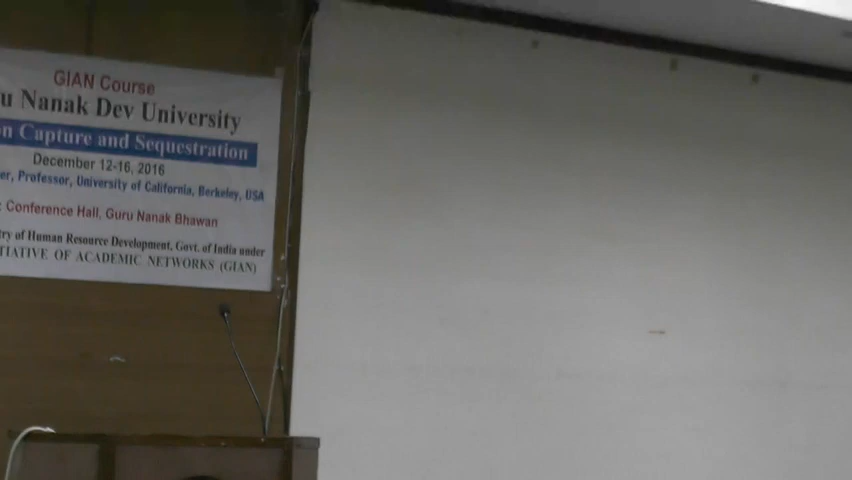 GIAN Course
u Nanak Dev University
on Capture and Sequestration
December 12-16, 2016
er, Professor, University of California, Berkeley, USA
: Conference Hall, Guru Nanak Bhawan
try of Human Resource Development, Govt. of India under
TIATIVE OF ACADEMIC NETWORKS (GIAN)